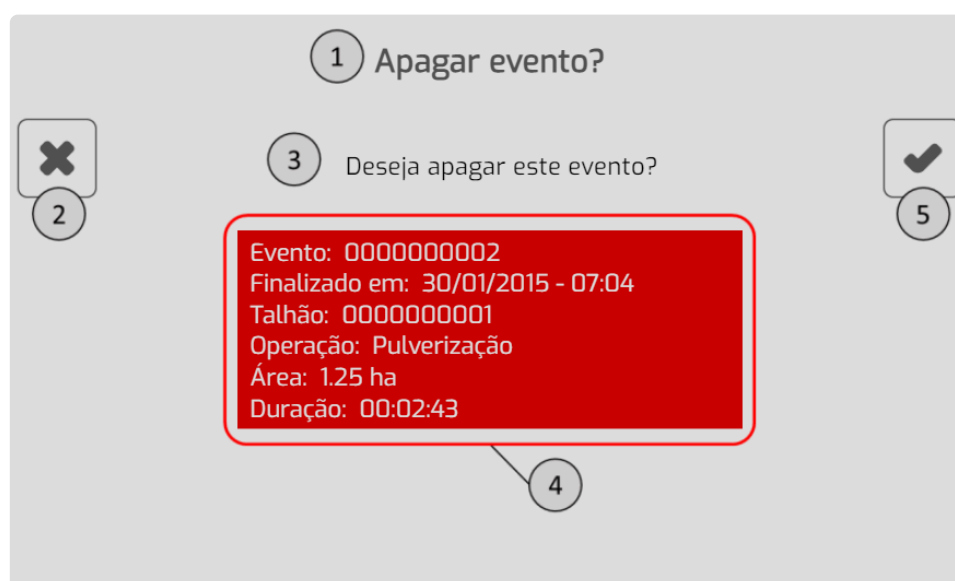 1 Apagar evento?
3 Deseja apagar este evento?
2
5
Evento: 0000000002
Finalizado em: 30/01/2015 - 07:04
Talhão: 0000000001
Operação: Pulverização
Área: 1.25 ha
Duração: 00:02:43
4